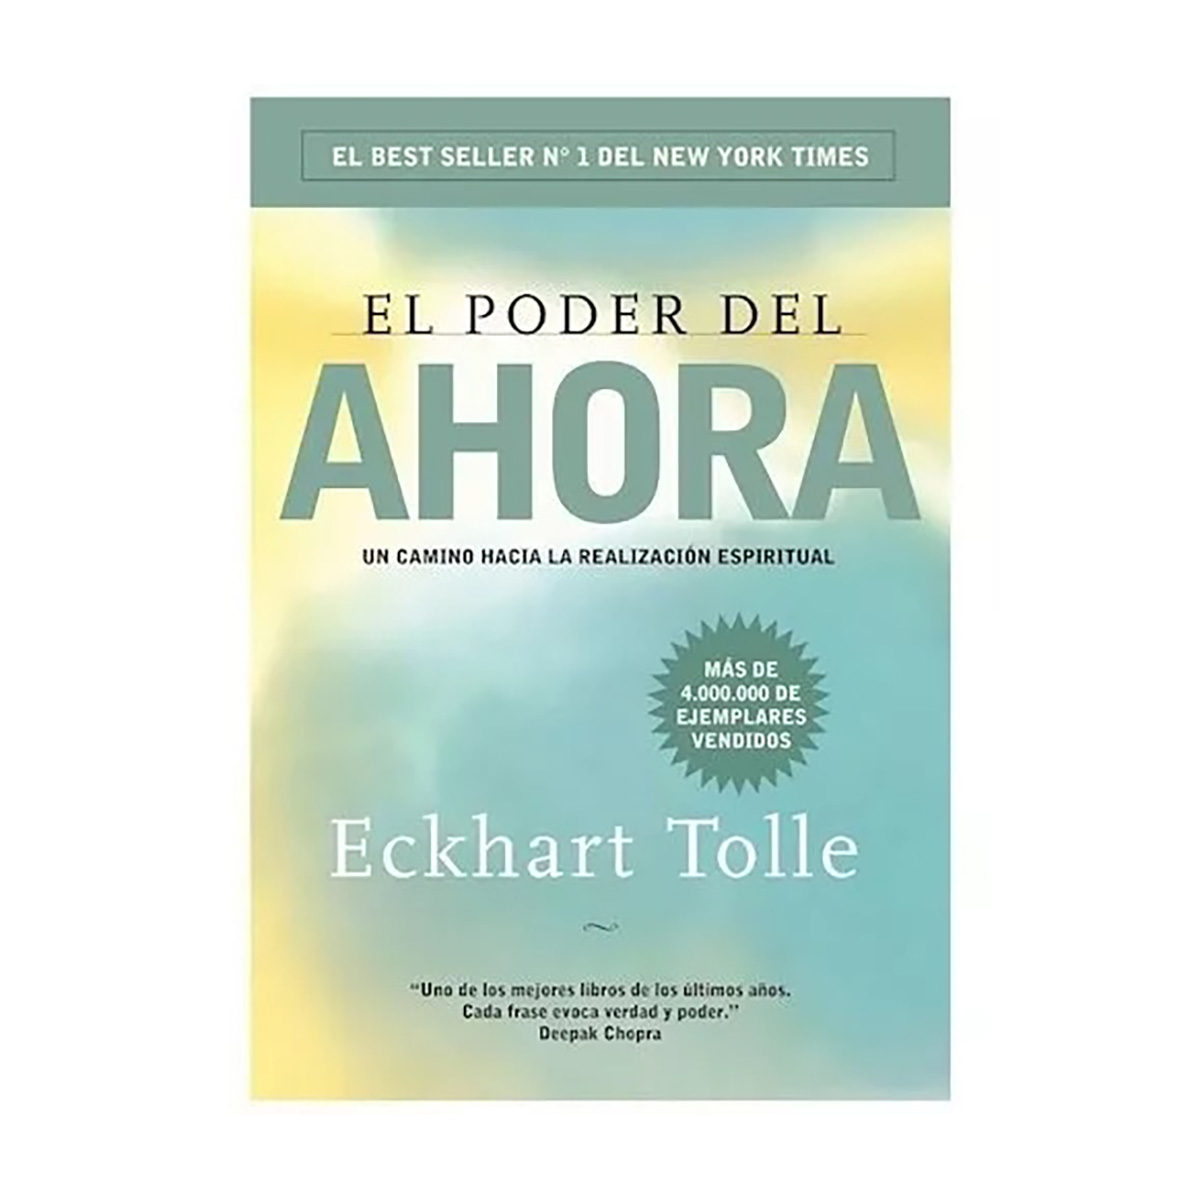 EL BEST SELLER N° 1 DEL NEW YORK TIMES
EL PODER DEL
AHORA
UN CAMINO HACIA LA REALIZACIÓN ESPIRITUAL
MÁS DE
4.000.000 DE
EJEMPLARES
VENDIDOS
Eckhart Tolle
~
“Uno de los mejores libros de los últimos años.
Cada frase evoca verdad y poder.”
Deepak Chopra